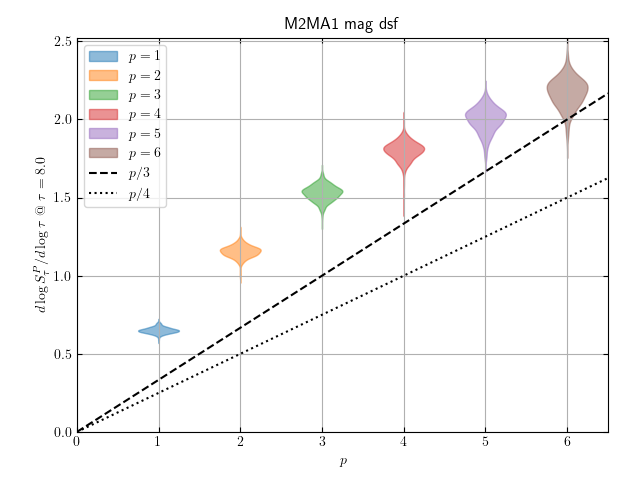 M2MA1 mag dsf
2.5
2.0
1.5
1.0
0.5
0.0
d log S_τ^P / d log τ @ τ = 8.0
p = 1
p = 2
p = 3
p = 4
p = 5
p = 6
p/3
p/4
0 1 2 3 4 5 6
p